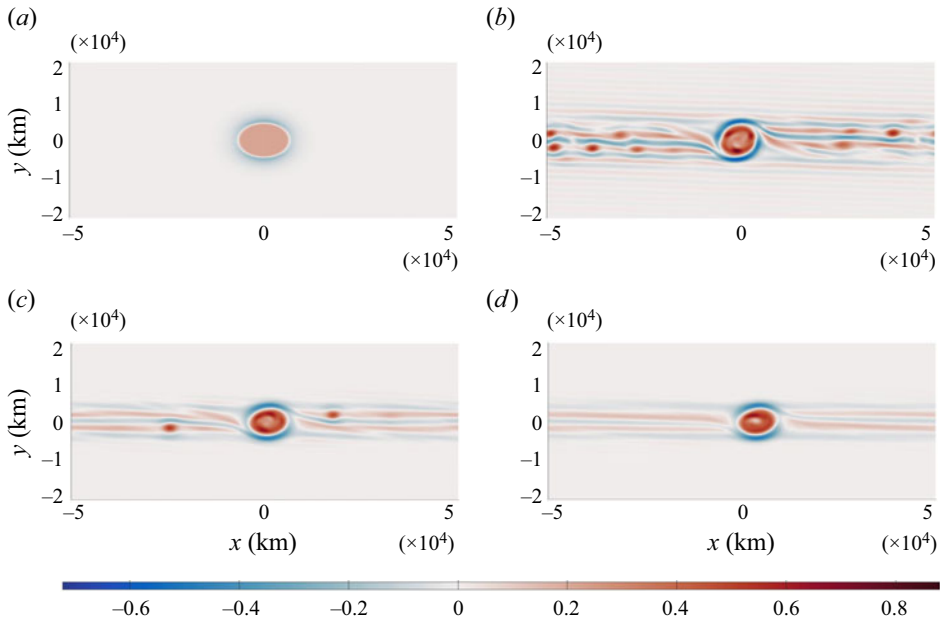 (a) (b)
(×10⁴) (×10⁴)
2 2
1 1
y (km) 0 0
–1 –1
–2 –2
–5 0 5 –5 0 5
(×10⁴) (×10⁴)
(c) (d)
(×10⁴) (×10⁴)
2 2
1 1
y (km) 0 0
–1 –1
–2 –2
–5 0 5 –5 0 5
x (km) (×10⁴) x (km) (×10⁴)
–0.6 –0.4 –0.2 0 0.2 0.4 0.6 0.8